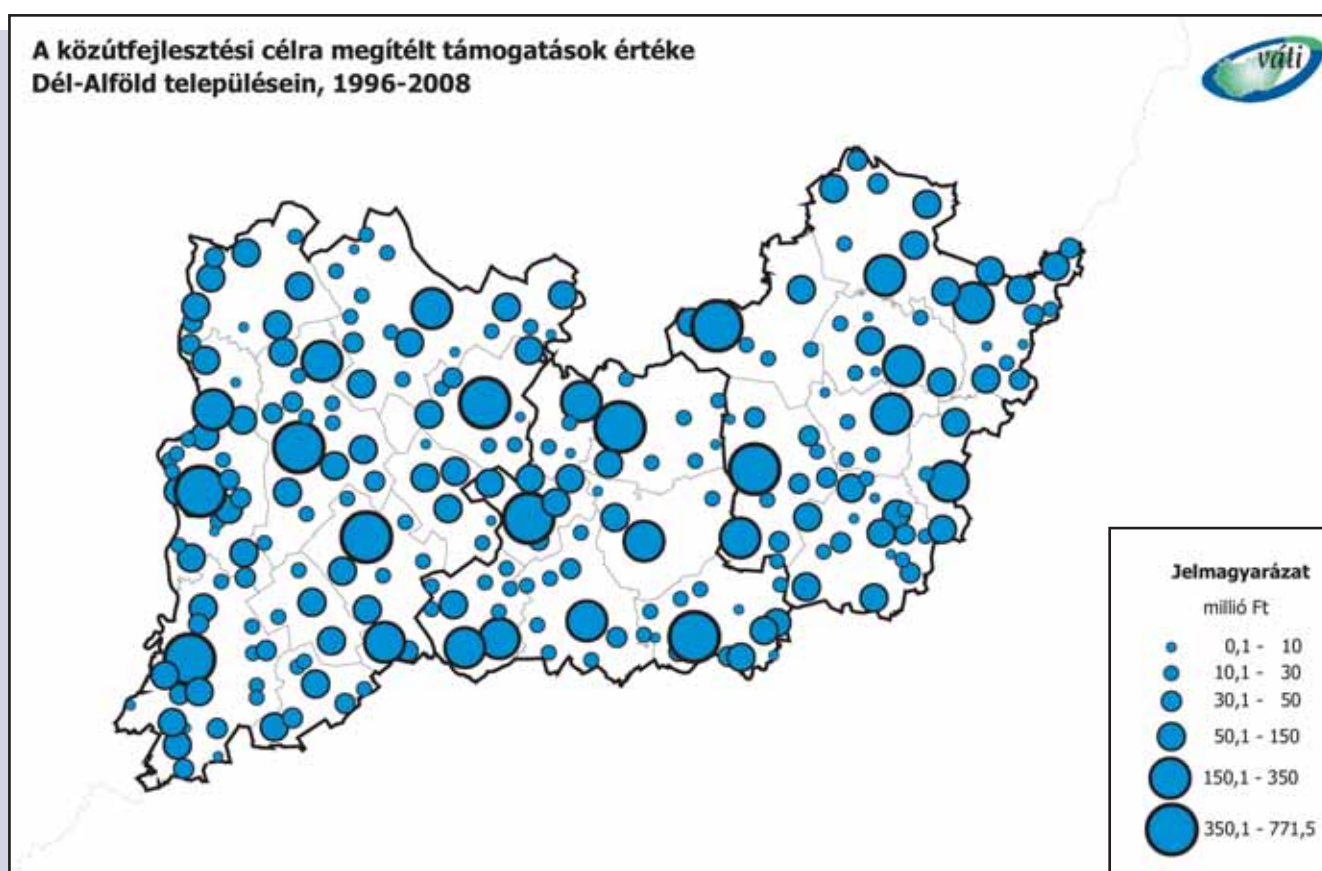 A közútfejlesztési célra megítélt támogatások értéke
Dél-Alföld településein, 1996-2008
váli
Jelmagyarázat
millió Ft
0,1 - 10
10,1 - 30
30,1 - 50
50,1 - 150
150,1 - 350
350,1 - 771,5